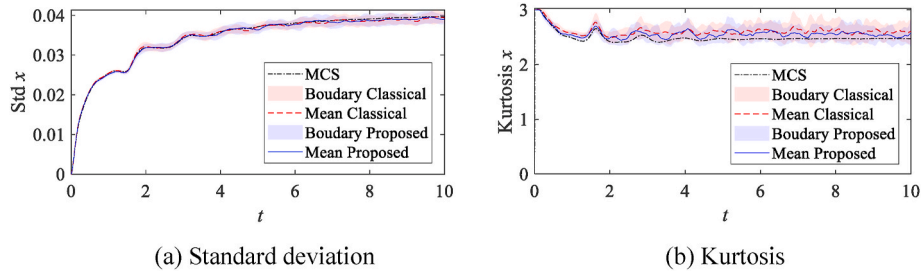 0.04
0.03
0.02
0.01
0
Std x
0 2 4 6 8 10
t
MCS
Boudary Classical
Mean Classical
Boudary Proposed
Mean Proposed
(a) Standard deviation
3
2
1
0
Kurtosis x
0 2 4 6 8 10
t
MCS
Boudary Classical
Mean Classical
Boudary Proposed
Mean Proposed
(b) Kurtosis